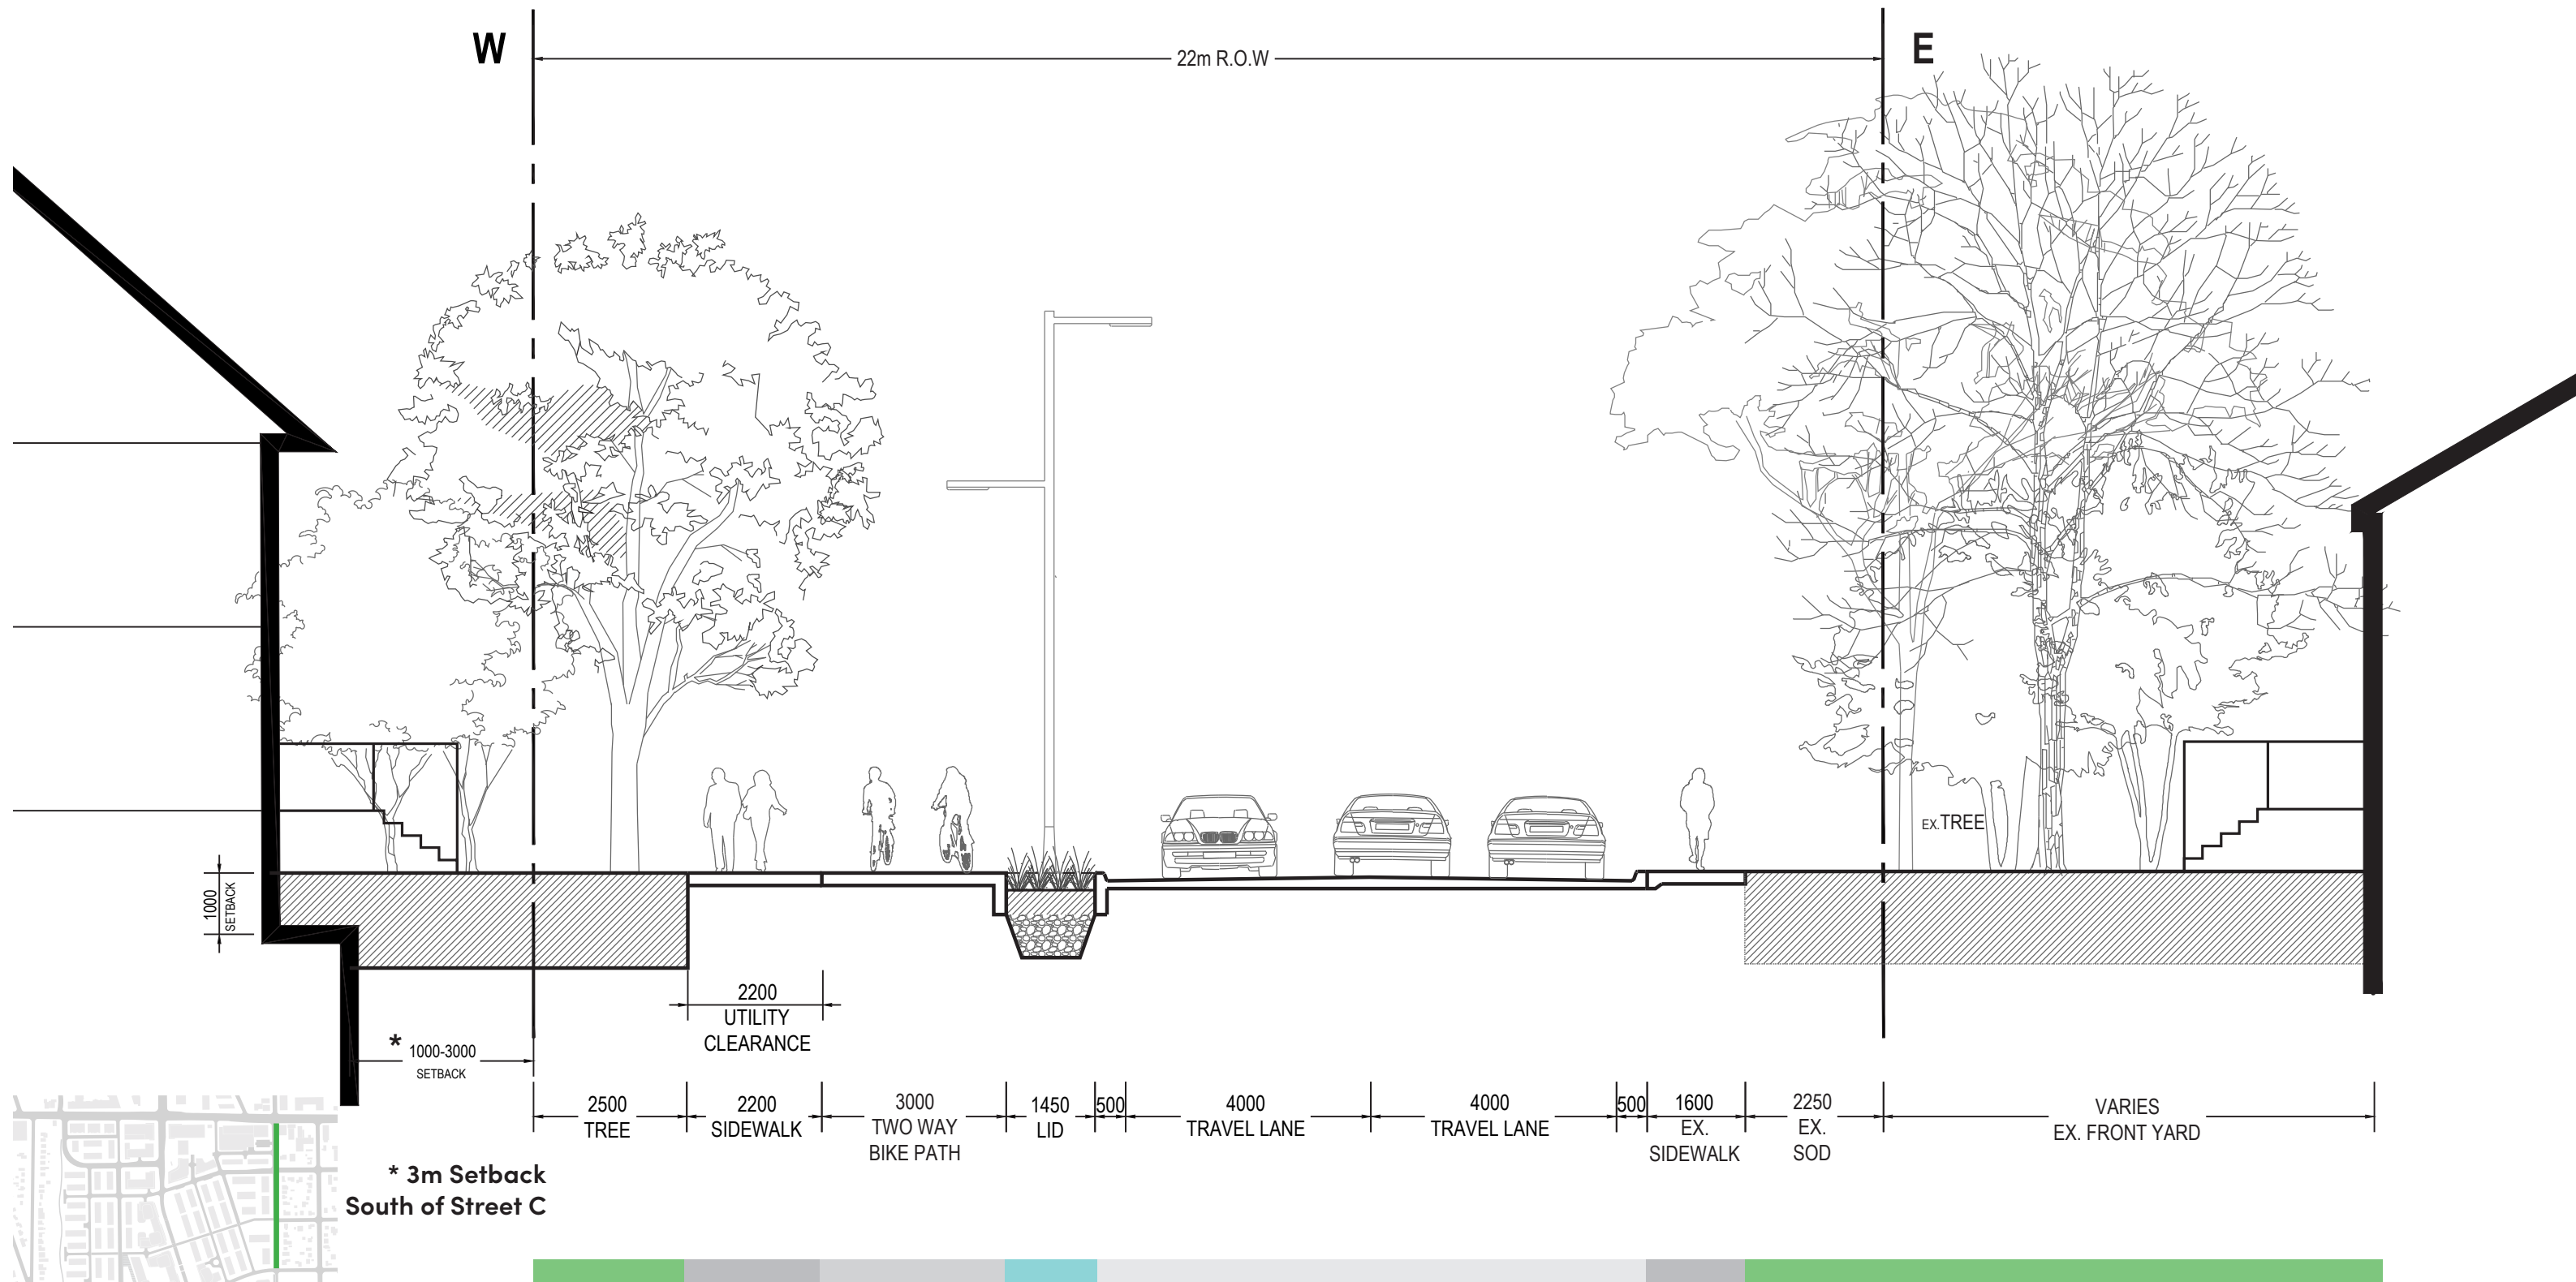 W
22m R.O.W
E
EX.TREE
1000
SETBACK
2200
UTILITY
CLEARANCE
* 1000-3000
SETBACK
2500
TREE
2200
SIDEWALK
3000
TWO WAY
BIKE PATH
1450
LID
500
4000
TRAVEL LANE
4000
TRAVEL LANE
500
1600
EX.
SIDEWALK
2250
EX.
SOD
VARIES
EX. FRONT YARD
* 3m Setback
South of Street C